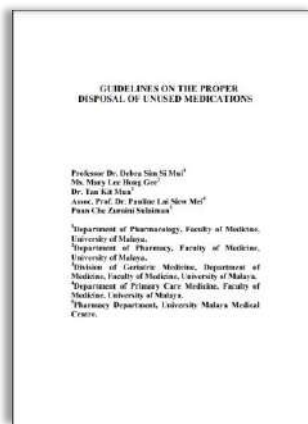 GUIDELINES ON THE PROPER
DISPOSAL OF UNUSED MEDICATIONS
Professor Dr. Debra Sim Si Mui¹
Ms. Mary Lee Hong Gee²
Dr. Tan Kit Mun³
Assoc. Prof. Dr. Pauline Lai Siew Mei⁴
Puan Che Zuraini Sulaiman⁵
¹Department of Pharmacology, Faculty of Medicine,
University of Malaya.
²Department of Pharmacy, Faculty of Medicine,
University of Malaya.
³Division of Geriatric Medicine, Department of
Medicine, Faculty of Medicine, University of Malaya.
⁴Department of Primary Care Medicine, Faculty of
Medicine, University of Malaya.
⁵Pharmacy Department, University Malaya Medical
Centre.